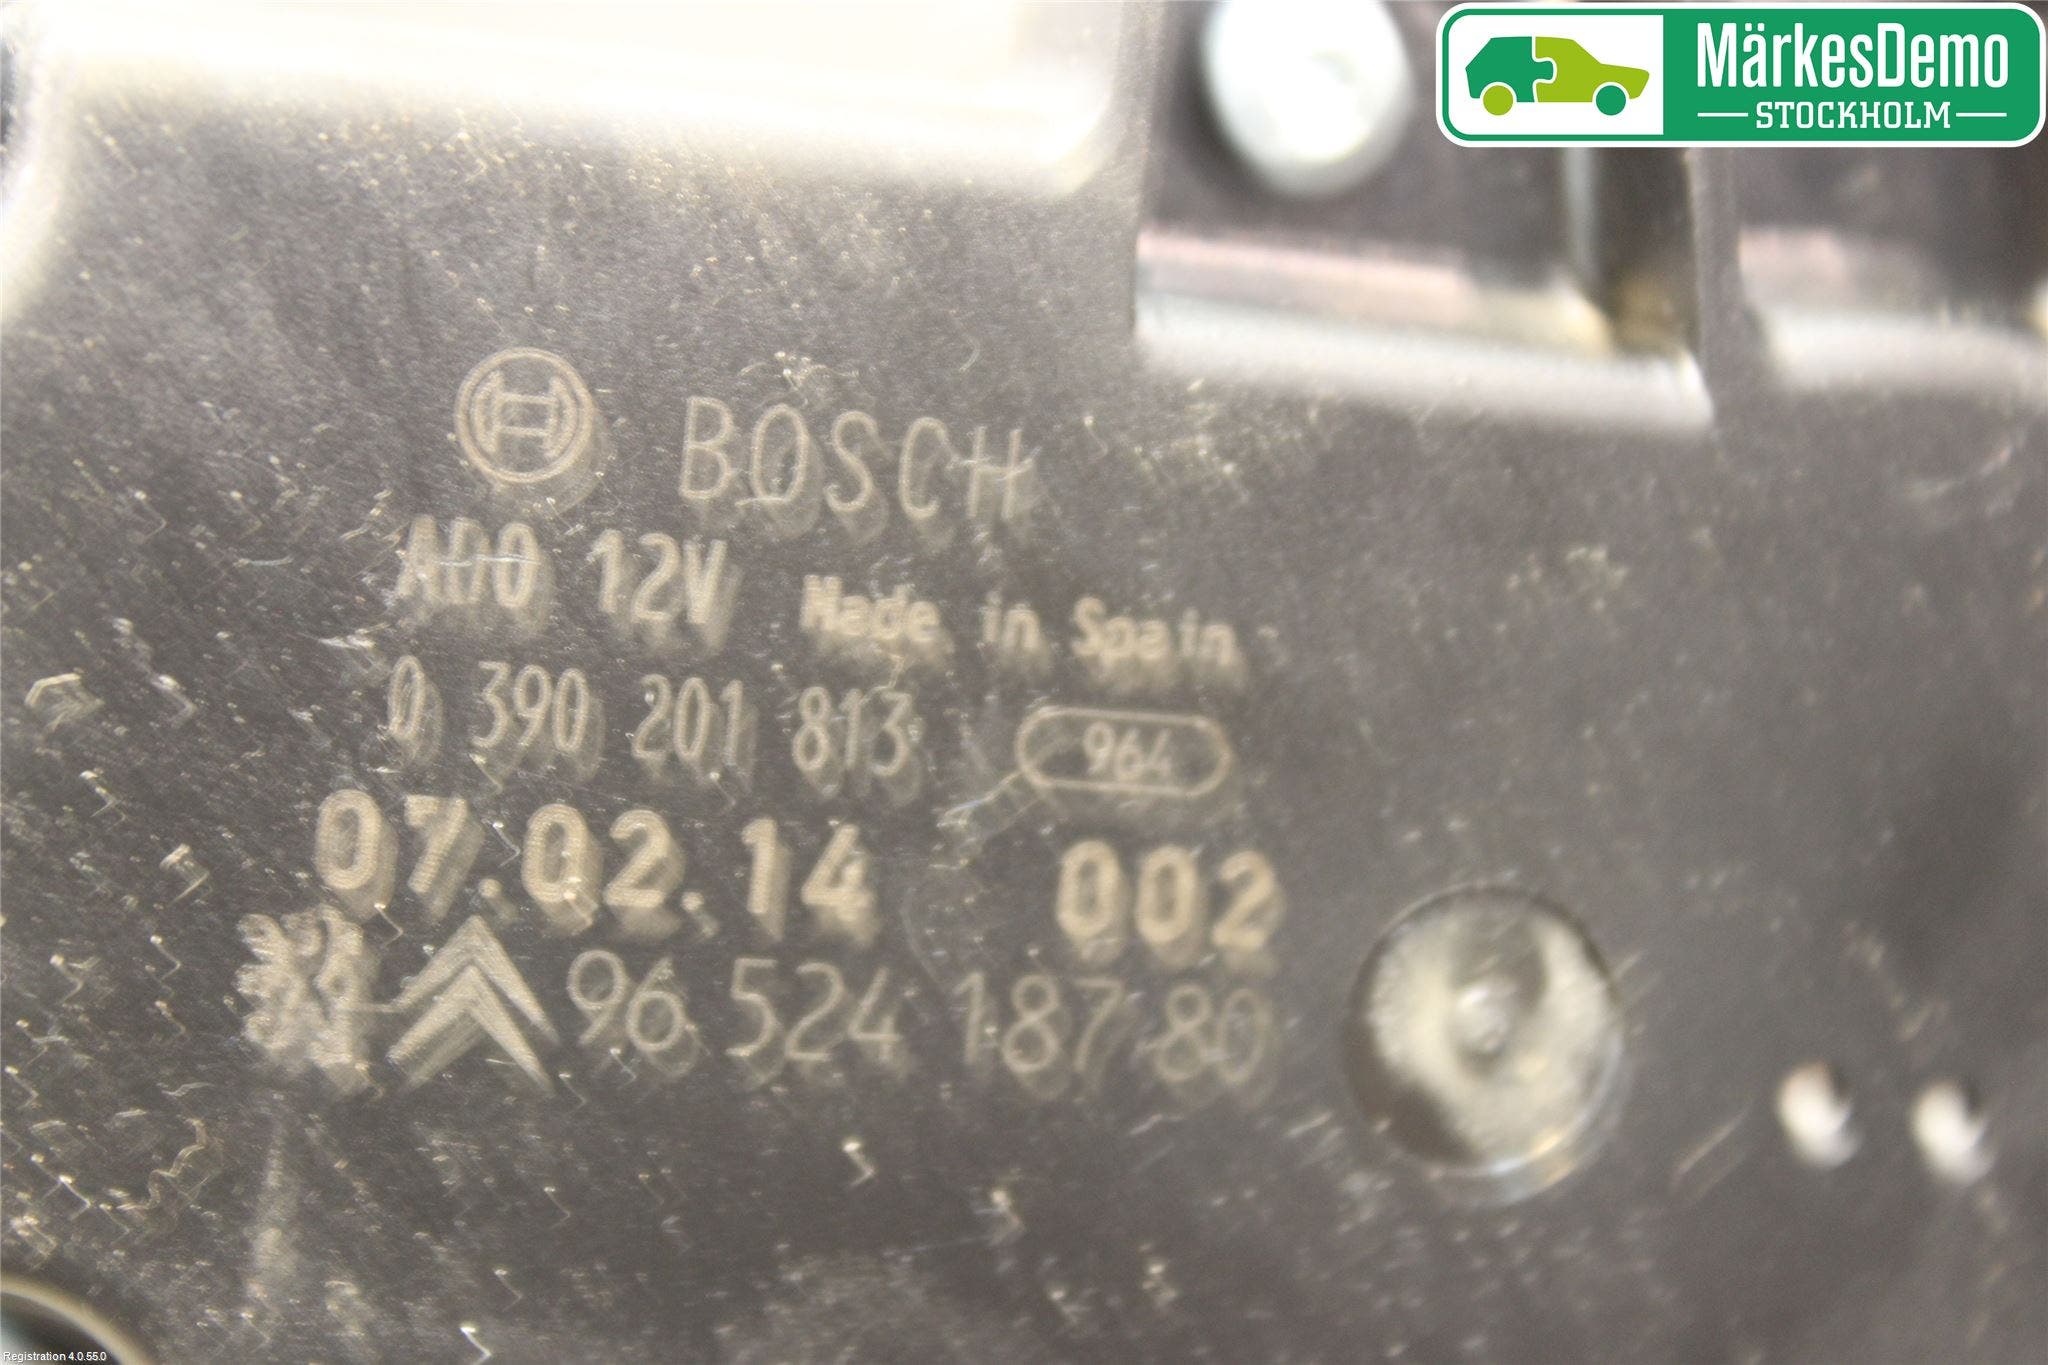 MärkesDemo
STOCKHOLM
BOSCH
A00 12V Made in Spain
0 390 201 813 964
07.02.14 002
96 524 187 80
Registration 4.0.55.0